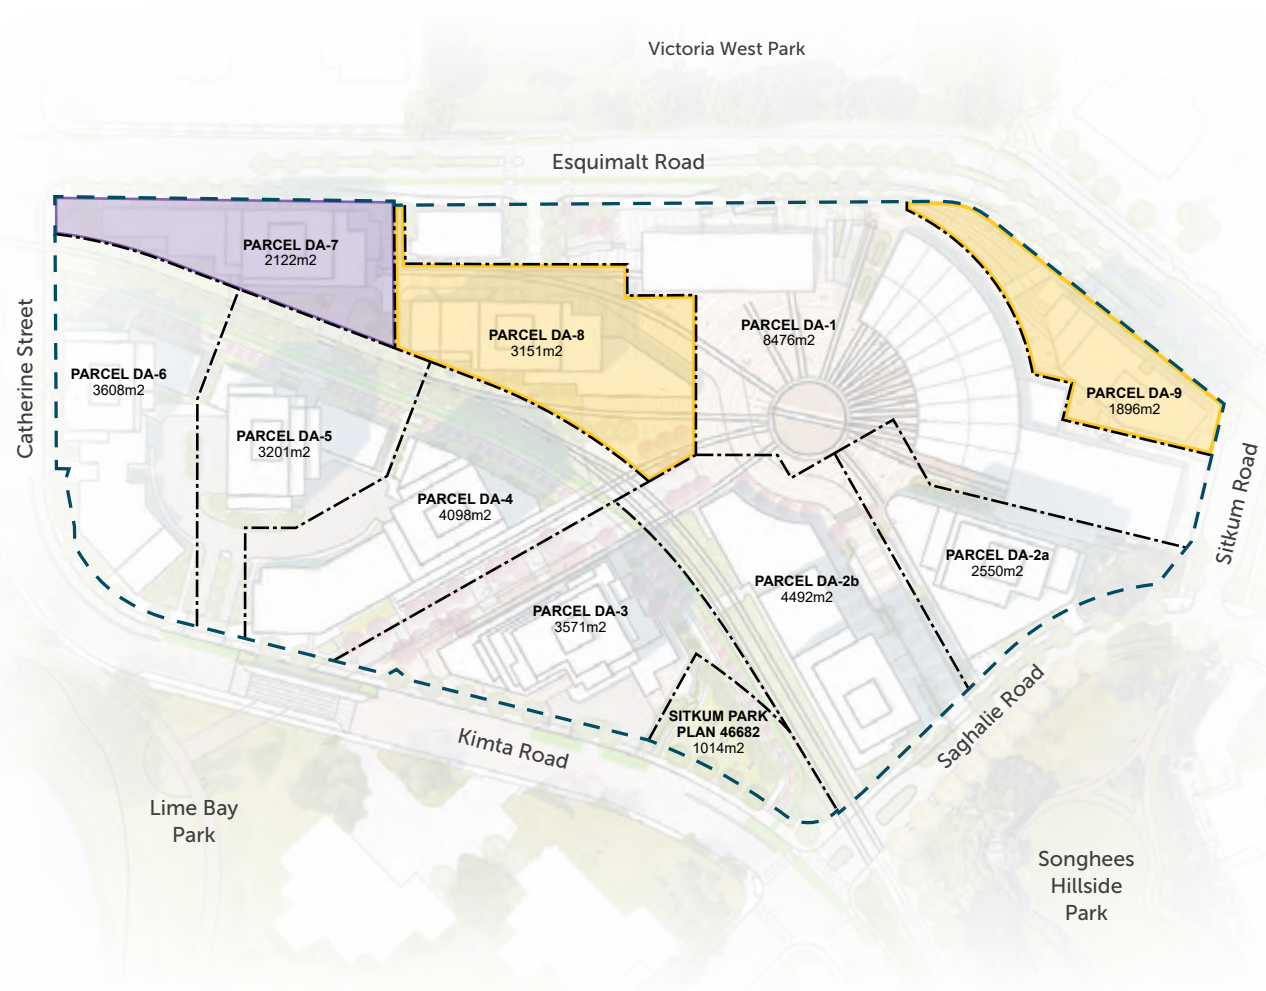 Victoria West Park
Esquimalt Road
PARCEL DA-7
2122m2
PARCEL DA-8
3151m2
PARCEL DA-1
8476m2
PARCEL DA-9
1896m2
Catherine Street
PARCEL DA-6
3608m2
PARCEL DA-5
3201m2
PARCEL DA-4
4098m2
Sitkum Road
PARCEL DA-2a
2550m2
PARCEL DA-2b
4492m2
PARCEL DA-3
3571m2
SITKUM PARK
PLAN 46682
1014m2
Saghalie Road
Kimta Road
Lime Bay
Park
Songhees
Hillside
Park